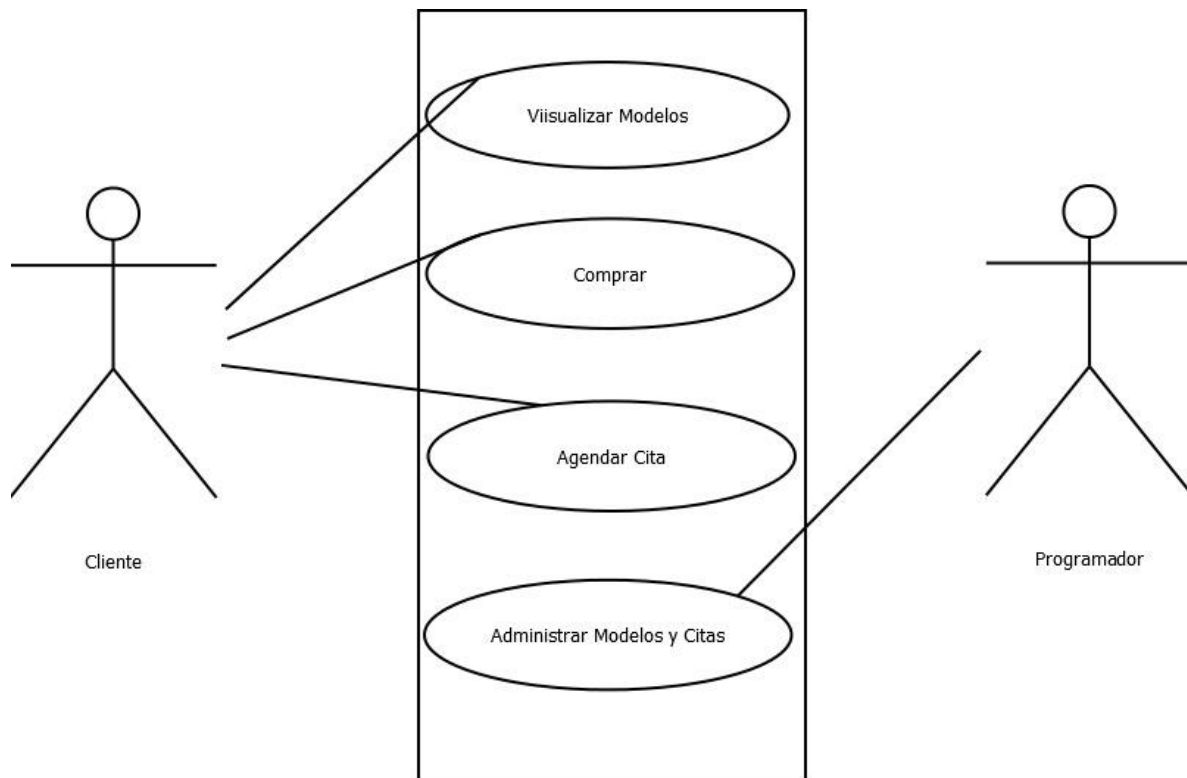 Viisualizar Modelos
Comprar
Agendar Cita
Cliente
Programador
Administrar Modelos y Citas